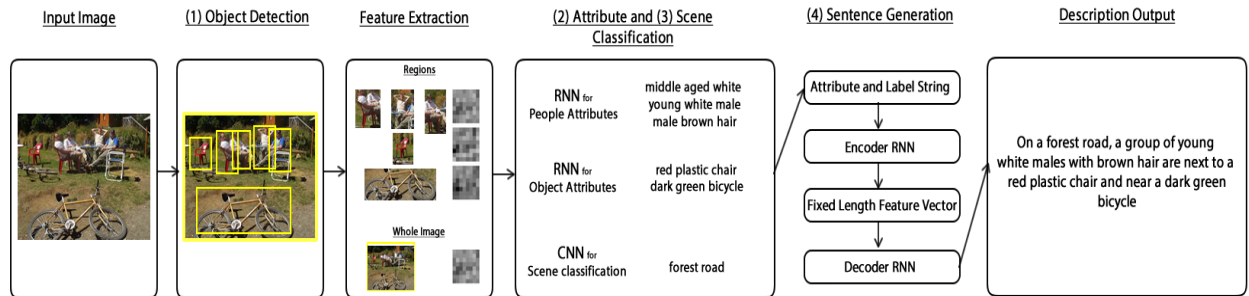 Input Image
(1) Object Detection
Feature Extraction
(2) Attribute and (3) Scene
Classification
(4) Sentence Generation
Description Output
Regions
Whole Image
RNN for
People Attributes
middle aged white
young white male
male brown hair
RNN for
Object Attributes
red plastic chair
dark green bicycle
CNN for
Scene classification
forest road
Attribute and Label String
Encoder RNN
Fixed Length Feature Vector
Decoder RNN
On a forest road, a group of young
white males with brown hair are next to a
red plastic chair and near a dark green
bicycle